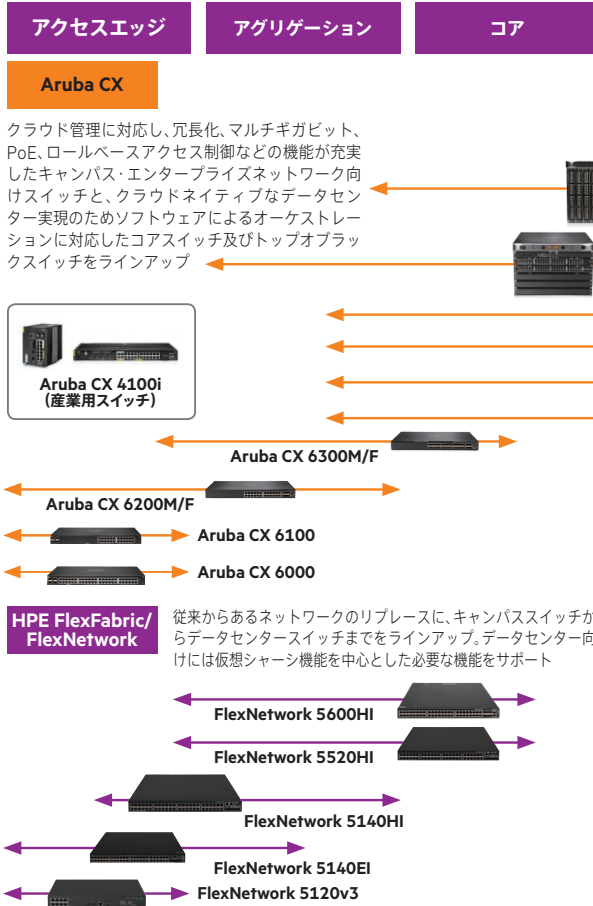 アクセスエッジ
アグリゲーション
コア
Aruba CX
クラウド管理に対応し、冗長化、マルチギガビット、
PoE、ロールベースアクセス制御などの機能が充実
したキャンパス・エンタープライズネットワーク向
けスイッチと、クラウドネイティブなデータセン
ター実現のためソフトウェアによるオーケストレー
ションに対応したコアスイッチ及びトップオブラッ
クスイッチをラインアップ
Aruba CX 4100i
(産業用スイッチ)
Aruba CX 6300M/F
Aruba CX 6200M/F
Aruba CX 6100
Aruba CX 6000
HPE FlexFabric/
FlexNetwork
従来からあるネットワークのリプレースに、キャンパススイッチか
らデータセンタースイッチまでをラインアップ。データセンター向
けには仮想シャーシ機能を中心とした必要な機能をサポート
FlexNetwork 5600HI
FlexNetwork 5520HI
FlexNetwork 5140HI
FlexNetwork 5140EI
FlexNetwork 5120v3